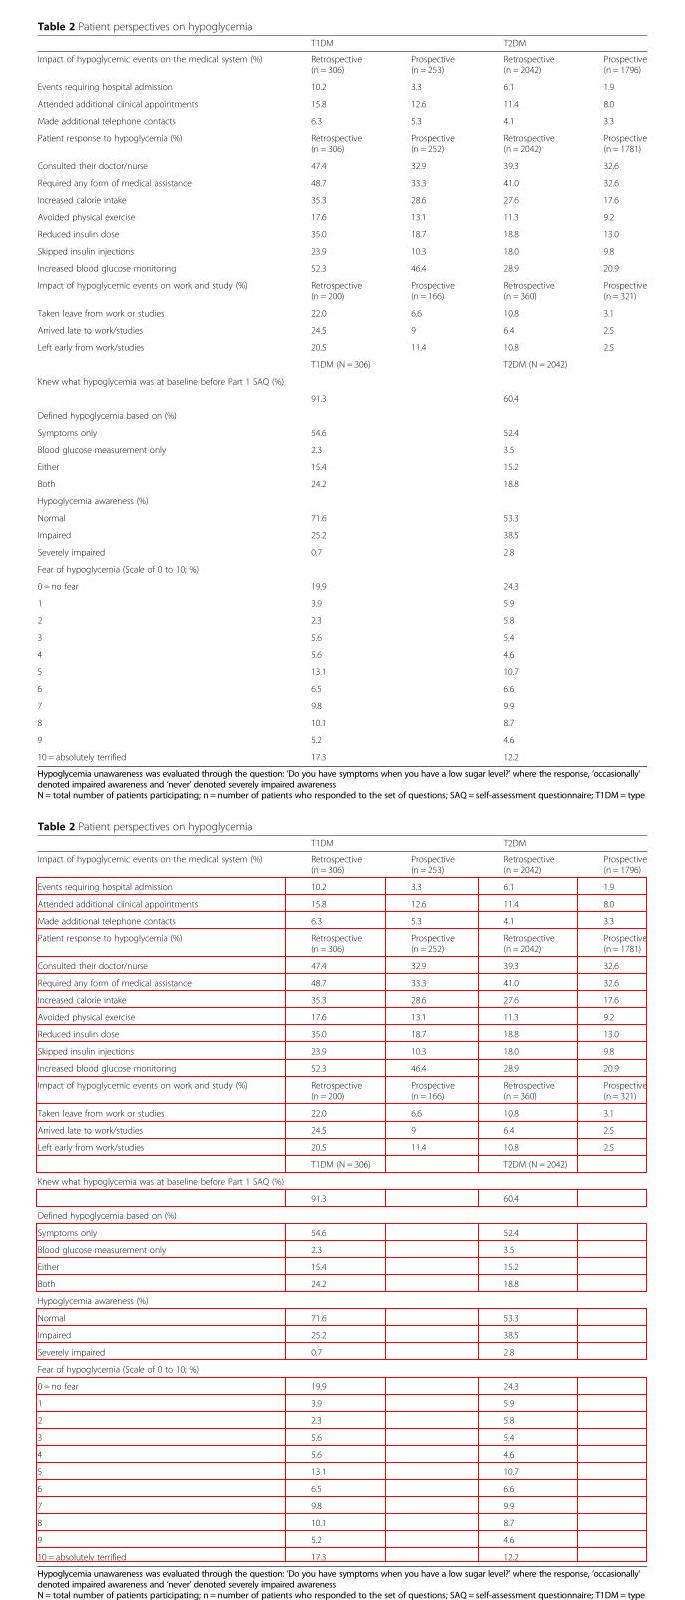 Table 2 Patient perspectives on hypoglycemia
T1DM T2DM
Impact of hypoglycemic events on the medical system (%) Retrospective (n = 306) Prospective (n = 253) Retrospective (n = 2042) Prospective (n = 1796)
Events requiring hospital admission 10.2 3.3 6.1 1.9
Attended additional clinical appointments 15.8 12.6 11.4 8.0
Made additional telephone contacts 6.3 5.3 4.1 3.3
Patient response to hypoglycemia (%) Retrospective (n = 306) Prospective (n = 252) Retrospective (n = 2042) Prospective (n = 1781)
Consulted their doctor/nurse 47.4 32.9 39.3 32.6
Required any form of medical assistance 48.7 33.3 41.0 32.6
Increased calorie intake 35.3 28.6 27.6 17.6
Avoided physical exercise 17.6 13.1 11.3 9.2
Reduced insulin dose 35.0 18.7 18.8 13.0
Skipped insulin injections 23.9 10.3 18.0 9.8
Increased blood glucose monitoring 52.3 46.4 28.9 20.9
Impact of hypoglycemic events on work and study (%) Retrospective (n = 200) Prospective (n = 166) Retrospective (n = 360) Prospective (n = 321)
Taken leave from work or studies 22.0 6.6 10.8 3.1
Arrived late to work/studies 24.5 9 6.4 2.5
Left early from work/studies 20.5 11.4 10.8 2.5
T1DM (N = 306) T2DM (N = 2042)
Knew what hypoglycemia was at baseline before Part 1 SAQ (%)
91.3 60.4
Defined hypoglycemia based on (%)
Symptoms only 54.6 52.4
Blood glucose measurement only 2.3 3.5
Either 15.4 15.2
Both 24.2 18.8
Hypoglycemia awareness (%)
Normal 71.6 53.3
Impaired 25.2 38.5
Severely impaired 0.7 2.8
Fear of hypoglycemia (Scale of 0 to 10; %)
0 = no fear 19.9 24.3
1 3.9 5.9
2 2.3 5.8
3 5.6 5.4
4 5.6 4.6
5 13.1 10.7
6 6.5 6.6
7 9.8 9.9
8 10.1 8.7
9 5.2 4.6
10 = absolutely terrified 17.3 12.2
Hypoglycemia unawareness was evaluated through the question: 'Do you have symptoms when you have a low sugar level?' where the response, 'occasionally'
denoted impaired awareness and 'never' denoted severely impaired awareness
N = total number of patients participating; n = number of patients who responded to the set of questions; SAQ = self-assessment questionnaire; T1DM = type
Table 2 Patient perspectives on hypoglycemia
T1DM T2DM
Impact of hypoglycemic events on the medical system (%) Retrospective (n = 306) Prospective (n = 253) Retrospective (n = 2042) Prospective (n = 1796)
Events requiring hospital admission 10.2 3.3 6.1 1.9
Attended additional clinical appointments 15.8 12.6 11.4 8.0
Made additional telephone contacts 6.3 5.3 4.1 3.3
Patient response to hypoglycemia (%) Retrospective (n = 306) Prospective (n = 252) Retrospective (n = 2042) Prospective (n = 1781)
Consulted their doctor/nurse 47.4 32.9 39.3 32.6
Required any form of medical assistance 48.7 33.3 41.0 32.6
Increased calorie intake 35.3 28.6 27.6 17.6
Avoided physical exercise 17.6 13.1 11.3 9.2
Reduced insulin dose 35.0 18.7 18.8 13.0
Skipped insulin injections 23.9 10.3 18.0 9.8
Increased blood glucose monitoring 52.3 46.4 28.9 20.9
Impact of hypoglycemic events on work and study (%) Retrospective (n = 200) Prospective (n = 166) Retrospective (n = 360) Prospective (n = 321)
Taken leave from work or studies 22.0 6.6 10.8 3.1
Arrived late to work/studies 24.5 9 6.4 2.5
Left early from work/studies 20.5 11.4 10.8 2.5
T1DM (N = 306) T2DM (N = 2042)
Knew what hypoglycemia was at baseline before Part 1 SAQ (%)
91.3 60.4
Defined hypoglycemia based on (%)
Symptoms only 54.6 52.4
Blood glucose measurement only 2.3 3.5
Either 15.4 15.2
Both 24.2 18.8
Hypoglycemia awareness (%)
Normal 71.6 53.3
Impaired 25.2 38.5
Severely impaired 0.7 2.8
Fear of hypoglycemia (Scale of 0 to 10; %)
0 = no fear 19.9 24.3
1 3.9 5.9
2 2.3 5.8
3 5.6 5.4
4 5.6 4.6
5 13.1 10.7
6 6.5 6.6
7 9.8 9.9
8 10.1 8.7
9 5.2 4.6
10 = absolutely terrified 17.3 12.2
Hypoglycemia unawareness was evaluated through the question: 'Do you have symptoms when you have a low sugar level?' where the response, 'occasionally'
denoted impaired awareness and 'never' denoted severely impaired awareness
N = total number of patients participating; n = number of patients who responded to the set of questions; SAQ = self-assessment questionnaire; T1DM = type